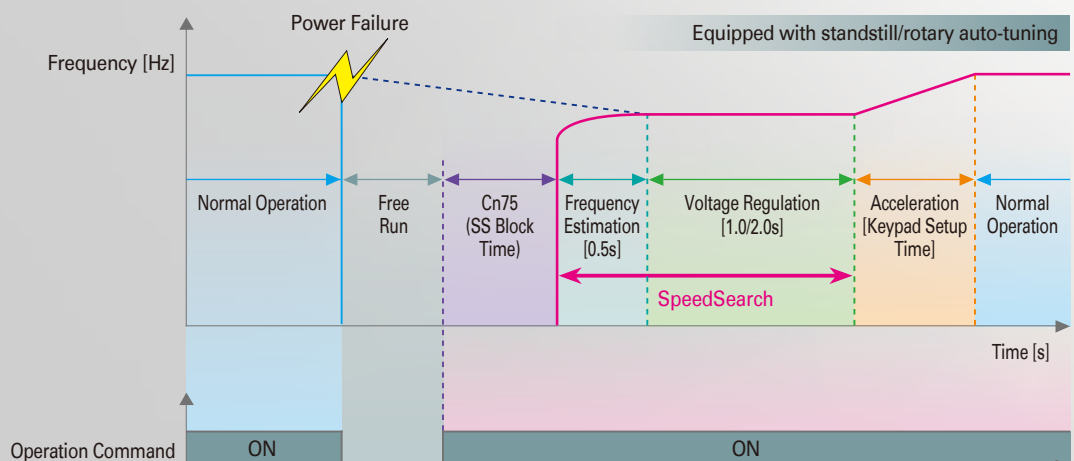 Power Failure
Equipped with standstill/rotary auto-tuning
Frequency [Hz]
Normal Operation
Free
Run
Cn75
(SS Block
Time)
Frequency
Estimation
[0.5s]
Voltage Regulation
[1.0/2.0s]
Acceleration
[Keypad Setup
Time]
Normal
Operation
SpeedSearch
Time [s]
Operation Command
ON
ON